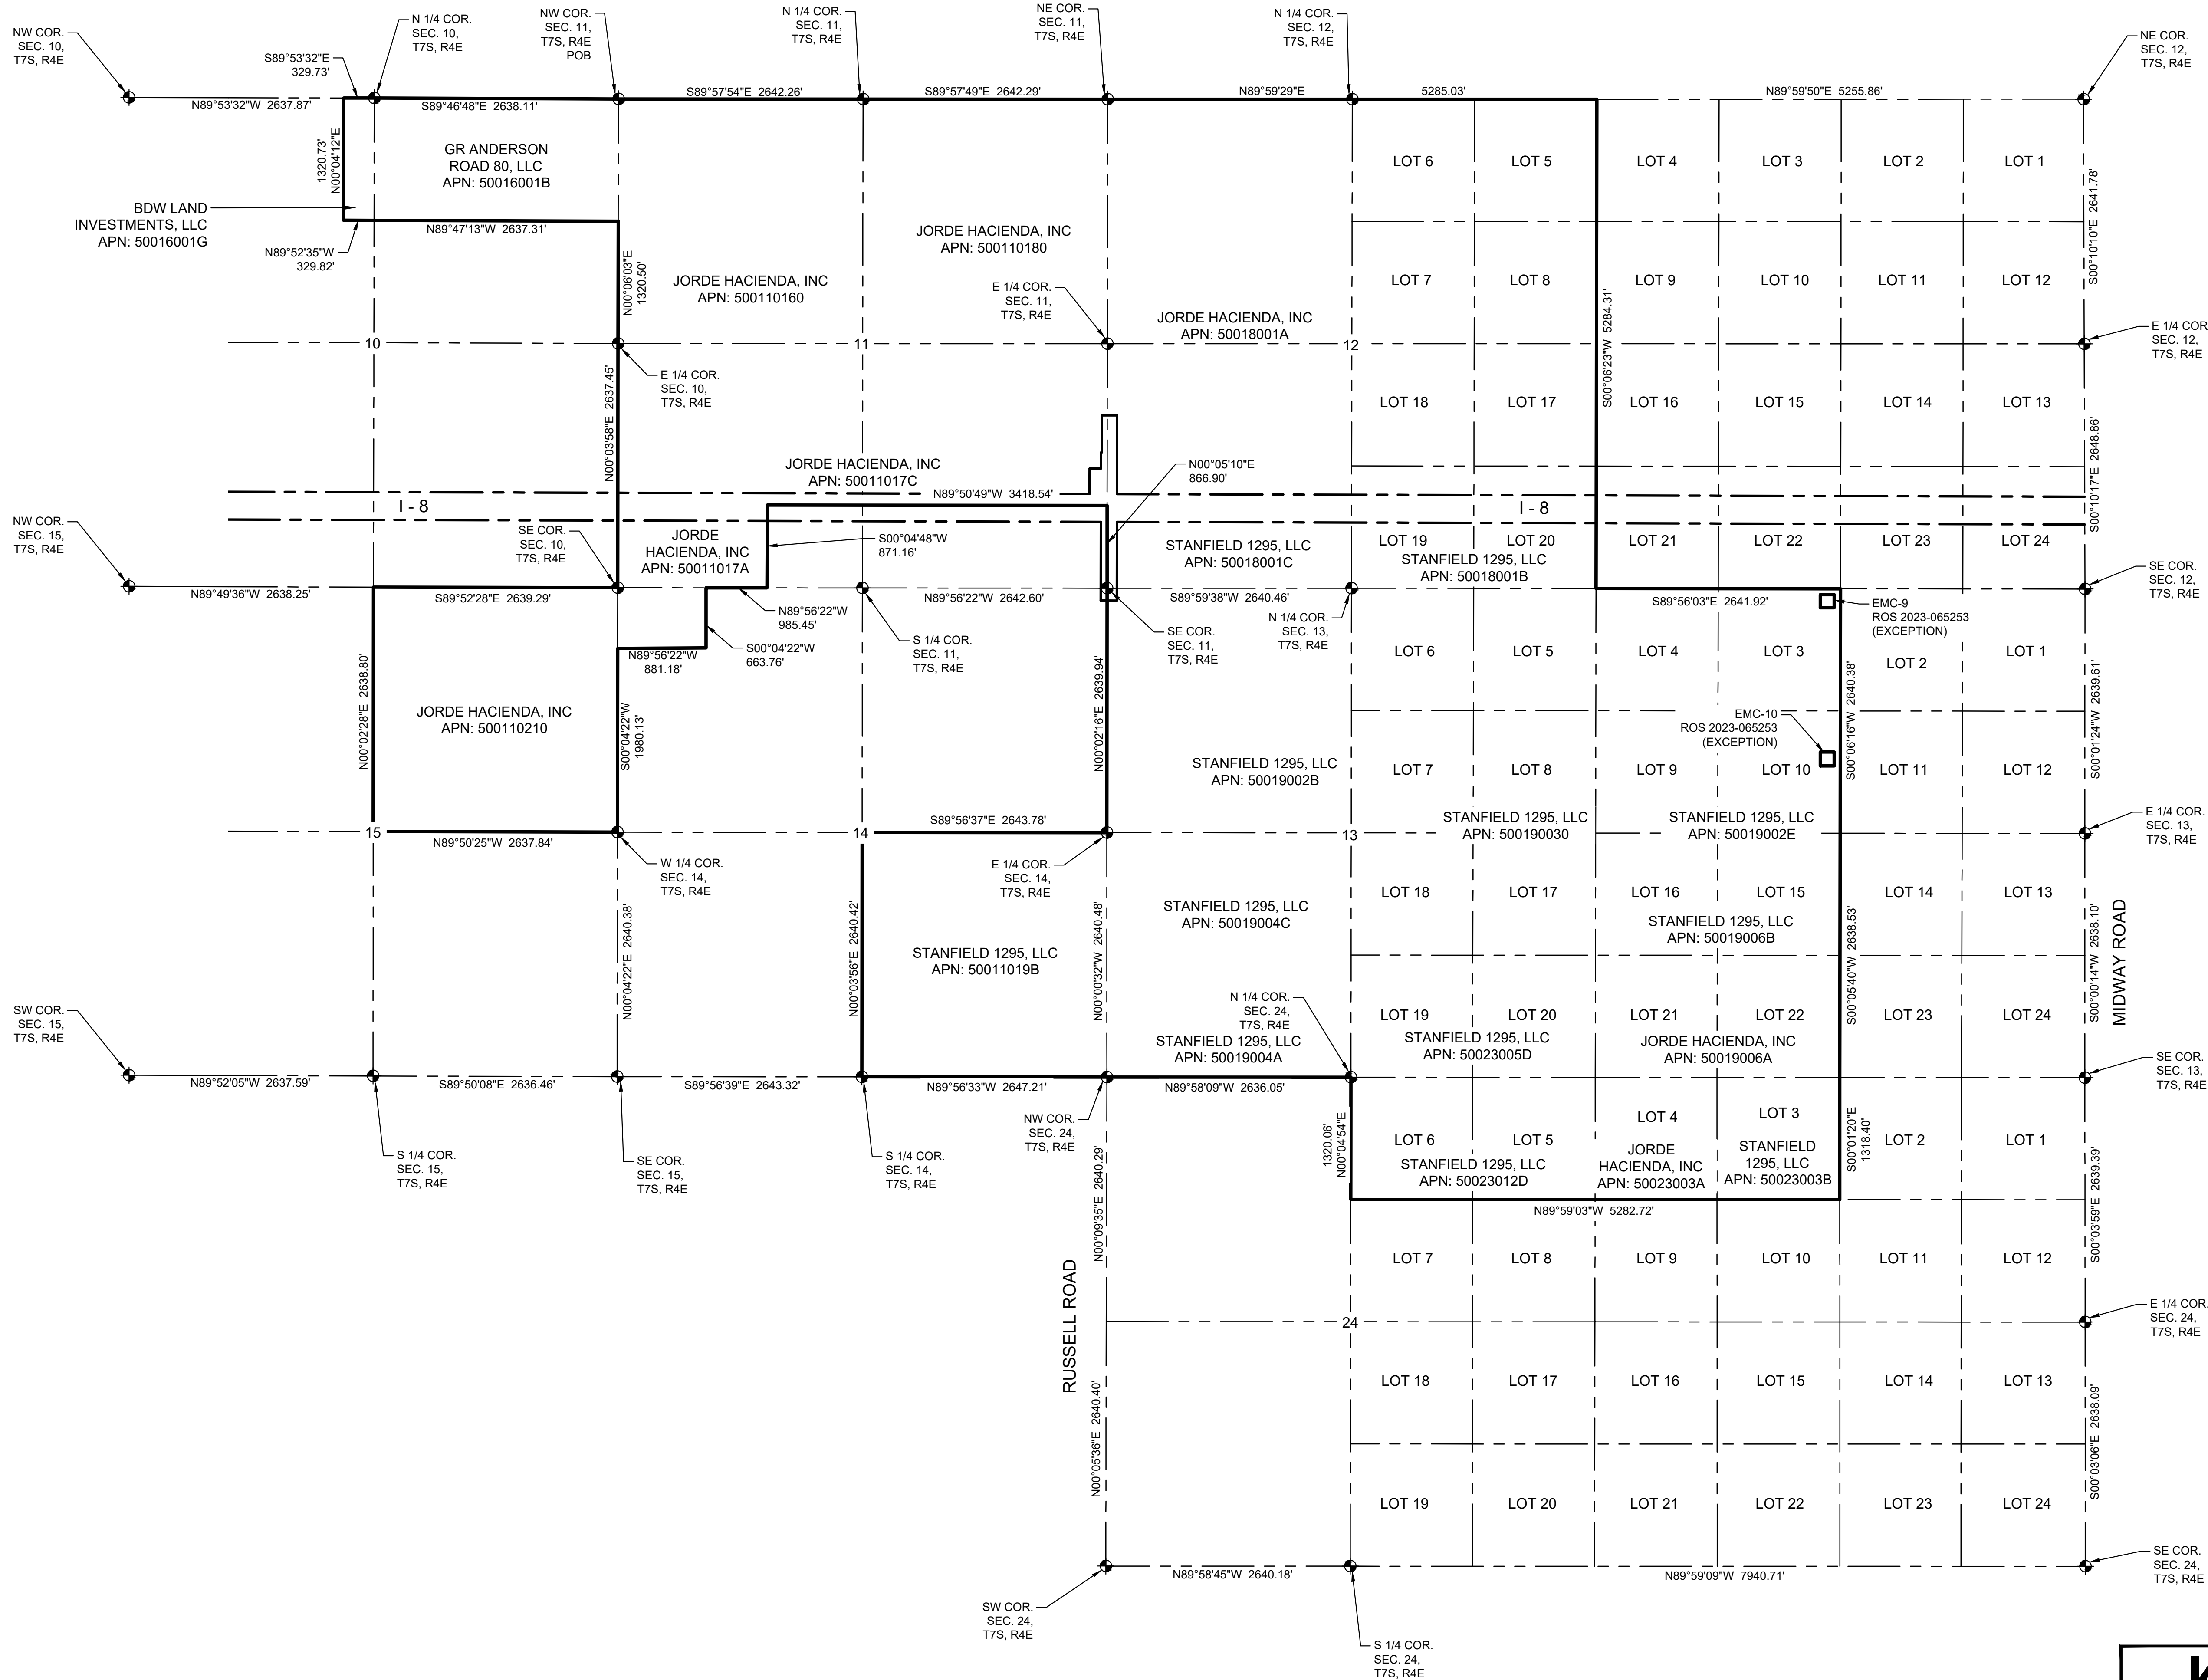 NW COR.
SEC. 10,
T7S, R4E
N 1/4 COR.
SEC. 10,
T7S, R4E
NW COR.
SEC. 11,
T7S, R4E
POB
N 1/4 COR.
SEC. 11,
T7S, R4E
NE COR.
SEC. 11,
T7S, R4E
N 1/4 COR.
SEC. 12,
T7S, R4E
NE COR.
SEC. 12,
T7S, R4E
S89°53'32"E
329.73'
N89°53'32"W 2637.87'
S89°46'48"E 2638.11'
S89°57'54"E 2642.26'
S89°57'49"E 2642.29'
N89°59'29"E
5285.03'
N89°59'50"E 5255.86'
1320.73'
N00°04'12"E
GR ANDERSON
ROAD 80, LLC
APN: 50016001B
LOT 6
LOT 5
LOT 4
LOT 3
LOT 2
LOT 1
S00°10'10"E 2641.78'
BDW LAND
INVESTMENTS, LLC
APN: 50016001G
N89°47'13"W 2637.31'
N89°52'35"W
329.82'
JORDE HACIENDA, INC
APN: 500110180
N00°06'03"E
1320.50'
JORDE HACIENDA, INC
APN: 500110160
E 1/4 COR.
SEC. 11,
T7S, R4E
JORDE HACIENDA, INC
APN: 50018001A
LOT 7
LOT 8
LOT 9
LOT 10
LOT 11
LOT 12
S00°06'23"W 5284.31'
E 1/4 COR.
SEC. 12,
T7S, R4E
10
11
12
E 1/4 COR.
SEC. 10,
T7S, R4E
N00°03'58"E 2637.45'
LOT 18
LOT 17
LOT 16
LOT 15
LOT 14
LOT 13
S00°10'17"E 2648.86'
JORDE HACIENDA, INC
APN: 50011017C
N00°05'10"E
866.90'
N89°50'49"W 3418.54'
I - 8
I - 8
NW COR.
SEC. 15,
T7S, R4E
SE COR.
SEC. 10,
T7S, R4E
JORDE
HACIENDA, INC
APN: 50011017A
S00°04'48"W
871.16'
STANFIELD 1295, LLC
APN: 50018001C
LOT 19
LOT 20
LOT 21
LOT 22
LOT 23
LOT 24
STANFIELD 1295, LLC
APN: 50018001B
SE COR.
SEC. 12,
T7S, R4E
N89°49'36"W 2638.25'
S89°52'28"E 2639.29'
N89°56'22"W 2642.60'
S89°59'38"W 2640.46'
S89°56'03"E 2641.92'
N89°56'22"W
985.45'
EMC-9
ROS 2023-065253
(EXCEPTION)
N 1/4 COR.
SEC. 13,
T7S, R4E
SE COR.
SEC. 11,
T7S, R4E
S 1/4 COR.
SEC. 11,
T7S, R4E
S00°04'22"W
663.76'
N89°56'22"W
881.18'
LOT 6
LOT 5
LOT 4
LOT 3
LOT 2
LOT 1
N00°02'28"E 2638.80'
S00°04'22"W
1980.13'
N00°02'16"E 2639.94'
S00°06'16"W 2640.38'
S00°01'24"W 2639.61'
JORDE HACIENDA, INC
APN: 500110210
EMC-10
ROS 2023-065253
(EXCEPTION)
STANFIELD 1295, LLC
APN: 50019002B
LOT 7
LOT 8
LOT 9
LOT 10
LOT 11
LOT 12
STANFIELD 1295, LLC
APN: 500190030
STANFIELD 1295, LLC
APN: 50019002E
E 1/4 COR.
SEC. 13,
T7S, R4E
S89°56'37"E 2643.78'
15
14
13
N89°50'25"W 2637.84'
W 1/4 COR.
SEC. 14,
T7S, R4E
E 1/4 COR.
SEC. 14,
T7S, R4E
LOT 18
LOT 17
LOT 16
LOT 15
LOT 14
LOT 13
STANFIELD 1295, LLC
APN: 50019004C
STANFIELD 1295, LLC
APN: 50019006B
N00°04'22"E 2640.38'
N00°03'56"E 2640.42'
N00°00'32"W 2640.48'
S00°05'40"W 2638.53'
S00°00'14"W 2638.10'
MIDWAY ROAD
STANFIELD 1295, LLC
APN: 50011019B
SW COR.
SEC. 15,
T7S, R4E
N 1/4 COR.
SEC. 24,
T7S, R4E
LOT 19
LOT 20
LOT 21
LOT 22
LOT 23
LOT 24
STANFIELD 1295, LLC
APN: 50019004A
STANFIELD 1295, LLC
APN: 50023005D
JORDE HACIENDA, INC
APN: 50019006A
SE COR.
SEC. 13,
T7S, R4E
N89°52'05"W 2637.59'
S89°50'08"E 2636.46'
S89°56'39"E 2643.32'
N89°56'33"W 2647.21'
N89°58'09"W 2636.05'
NW COR.
SEC. 24,
T7S, R4E
S 1/4 COR.
SEC. 15,
T7S, R4E
SE COR.
SEC. 15,
T7S, R4E
S 1/4 COR.
SEC. 14,
T7S, R4E
1320.06'
N00°04'54"E
LOT 6
LOT 5
LOT 4
LOT 3
LOT 2
LOT 1
STANFIELD 1295, LLC
APN: 50023012D
JORDE
HACIENDA, INC
APN: 50023003A
STANFIELD
1295, LLC
APN: 50023003B
S00°01'20"E
1318.40'
N89°59'03"W 5282.72'
N00°09'35"E 2640.29'
S00°03'59"E 2639.39'
RUSSELL ROAD
LOT 7
LOT 8
LOT 9
LOT 10
LOT 11
LOT 12
24
E 1/4 COR.
SEC. 24,
T7S, R4E
LOT 18
LOT 17
LOT 16
LOT 15
LOT 14
LOT 13
N00°05'36"E 2640.40'
S00°03'06"E 2638.09'
LOT 19
LOT 20
LOT 21
LOT 22
LOT 23
LOT 24
N89°58'45"W 2640.18'
N89°59'09"W 7940.71'
SE COR.
SEC. 24,
T7S, R4E
SW COR.
SEC. 24,
T7S, R4E
S 1/4 COR.
SEC. 24,
T7S, R4E